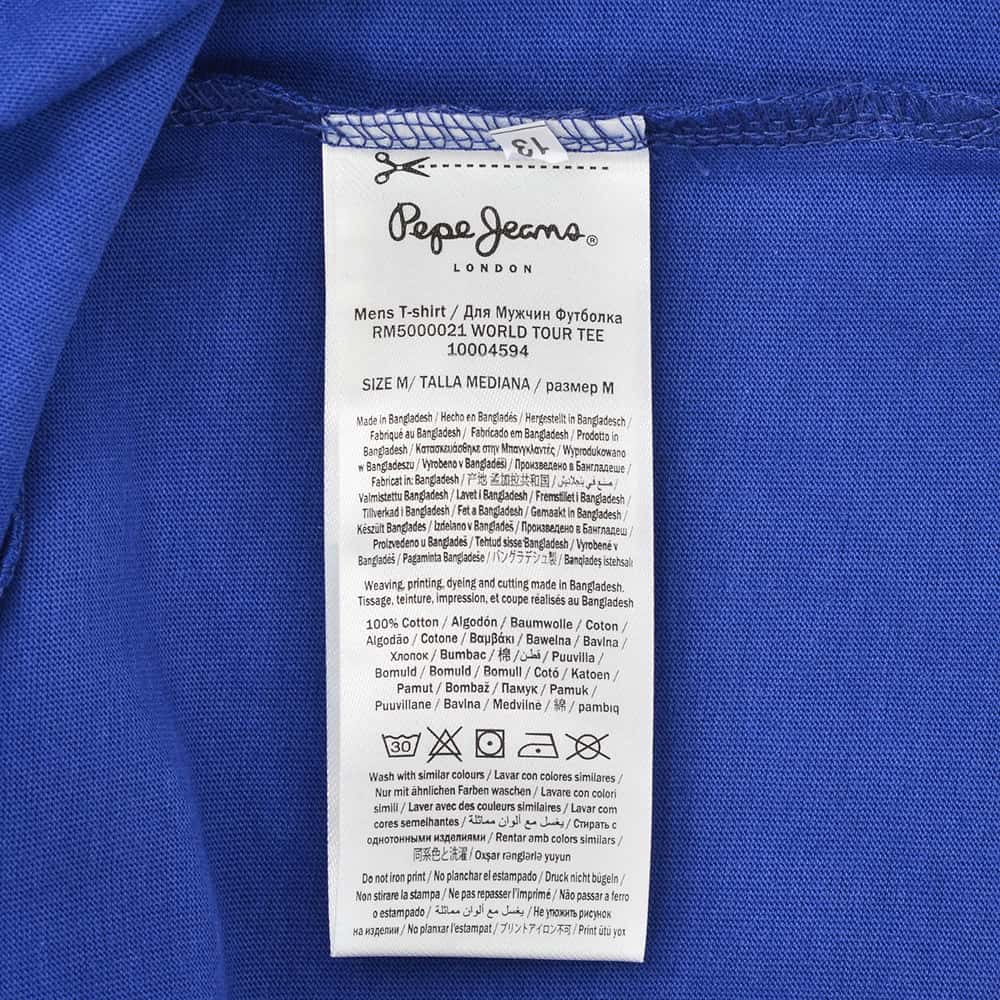 13
Pepe Jeans®
LONDON
Mens T-shirt / Для Мужчин Футболка
RM5000021 WORLD TOUR TEE
10004594
SIZE M/ TALLA MEDIANA / размер M
Made in Bangladesh / Hecho en Bangladés / Hergestellt in Bangladesch /
Fabriqué au Bangladesh / Fabricado em Bangladesh / Prodotto in
Bangladesh / Κατασκευάσθηκε στην Μπανγκλαντές / Wyprodukowano
w Bangladeszu / Vyrobeno v Bangladéši / Произведено в Бангладеше /
Fabricat in: Bangladesh / 产地 孟加拉共和国 / صنع في بنجلاديش /
Valmistettu Bangladesh / Lavet i Bangladesh / Fremstillet i Bangladesh /
Tillverkad i Bangladesh / Fet a Bangladesh / Gemaakt in Bangladesh /
Készült Banglades / Izdelano v Bangladeš / Произведено в Бангладеш /
Proizvedeno u Bangladeš / Tehtud sisse Bangladesh / Vyrobené v
Bangladéš / Pagaminta Bangladeše / バングラデシュ製 / Banqladeş istehsalı
Weaving, printing, dyeing and cutting made in Bangladesh.
Tissage, teinture, impression, et coupe réalisés au Bangladesh
100% Cotton / Algodón / Baumwolle / Coton /
Algodão / Cotone / Βαμβάκι / Bawełna / Bavlna /
Хлопок / Bumbac / 棉 / قطن / Puuvilla /
Bomuld / Bomuld / Bomull / Cotó / Katoen /
Pamut / Bombaž / Памук / Pamuk /
Puuvillane / Bavlna / Medvilnė / 綿 / pambıq
30
Wash with similar colours / Lavar con colores similares /
Nur mit ähnlichen Farben waschen / Lavare con colori
simili / Laver avec des couleurs similaires / Lavar com
cores semelhantes / يغسل مع ألوان مماثلة / Стирать с
однотонными изделиями / Rentar amb colors similars /
同系色と洗濯 / Oxşar rənglərlə yuyun
Do not iron print / No planchar el estampado / Druck nicht bügeln /
Non stirare la stampa / Ne pas repasser l'imprimé / Não passar a ferro
o estampado / يغسل مع ألوان مماثلة / Не утюжить рисунок
на изделии / No planxar l'estampat / プリントアイロン不可 / Print ütü yox